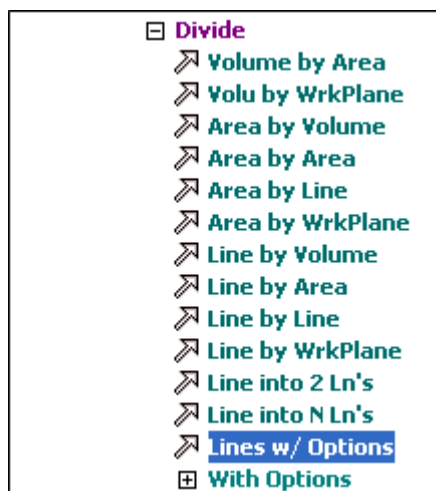 Divide
Volume by Area
Volu by WrkPlane
Area by Volume
Area by Area
Area by Line
Area by WrkPlane
Line by Volume
Line by Area
Line by Line
Line by WrkPlane
Line into 2 Ln's
Line into N Ln's
Lines w/ Options
With Options